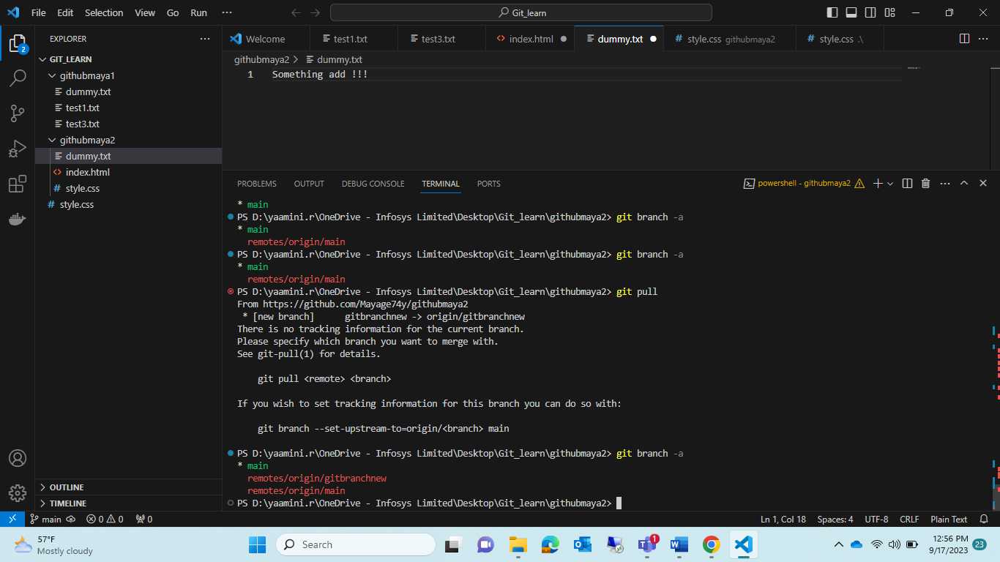 File Edit Selection View Go Run ··· Git_learn
EXPLORER ···
Welcome test1.txt test3.txt index.html dummy.txt style.css githubmaya2 style.css .\ ···
GIT_LEARN
githubmaya1
dummy.txt
test1.txt
test3.txt
githubmaya2
dummy.txt
index.html
style.css
style.css
OUTLINE
TIMELINE
2
githubmaya2 > dummy.txt
1 Something add !!!
PROBLEMS OUTPUT DEBUG CONSOLE TERMINAL PORTS powershell - githubmaya2 ···
* main
PS D:\yaamini.r\OneDrive - Infosys Limited\Desktop\Git_learn\githubmaya2> git branch -a
* main
remotes/origin/main
PS D:\yaamini.r\OneDrive - Infosys Limited\Desktop\Git_learn\githubmaya2> git branch -a
* main
remotes/origin/main
PS D:\yaamini.r\OneDrive - Infosys Limited\Desktop\Git_learn\githubmaya2> git pull
From https://github.com/Mayage74y/githubmaya2
* [new branch] gitbranchnew -> origin/gitbranchnew
There is no tracking information for the current branch.
Please specify which branch you want to merge with.
See git-pull(1) for details.
git pull <remote> <branch>
If you wish to set tracking information for this branch you can do so with:
git branch --set-upstream-to=origin/<branch> main
PS D:\yaamini.r\OneDrive - Infosys Limited\Desktop\Git_learn\githubmaya2> git branch -a
* main
remotes/origin/gitbranchnew
remotes/origin/main
PS D:\yaamini.r\OneDrive - Infosys Limited\Desktop\Git_learn\githubmaya2>
main 0 0 0 Ln 1, Col 18 Spaces: 4 UTF-8 CRLF Plain Text
57°F
Mostly cloudy
Search
1
12:56 PM
9/17/2023
23